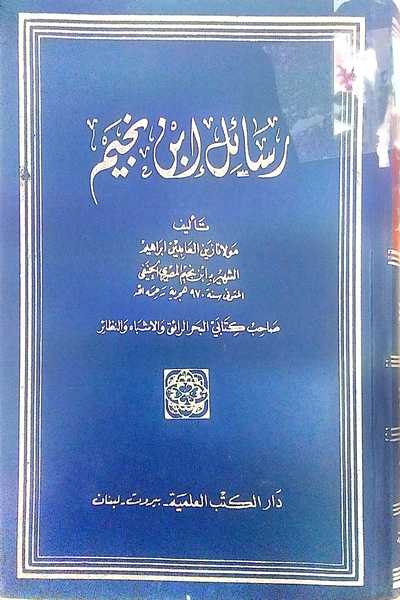 رسائل إبن نجيم
تأليف
مولانا زين العابدين ابراهيم
الشهير بابن نجيم المصري الحنفي
المتوفى سنة ٩٧٠ هجرية رحمه الله
صاحب كتابي البحر الرائق والاشباه والنظائر
دار الكتب العلمية - بيروت - لبنان